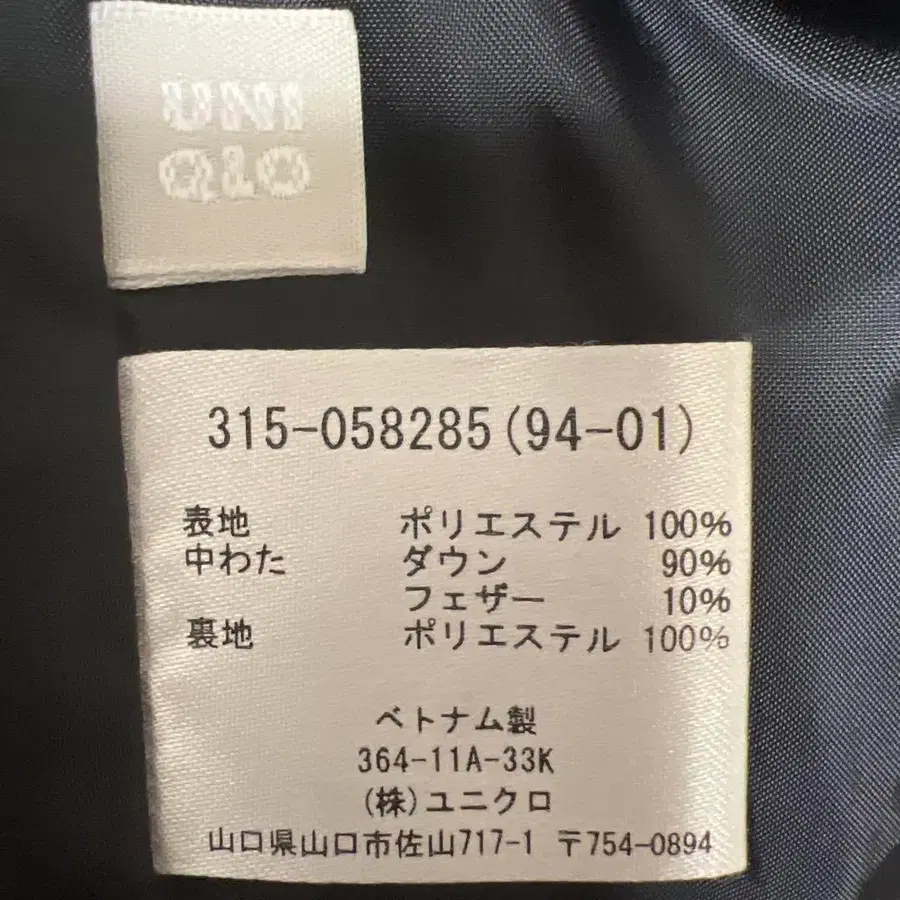 UNI
QLO
315-058285(94-01)
表地 ポリエステル 100%
中わた ダウン 90%
フェザー 10%
裏地 ポリエステル 100%
ベトナム製
364-11A-33K
(株)ユニクロ
山口県山口市佐山717-1 〒754-0894